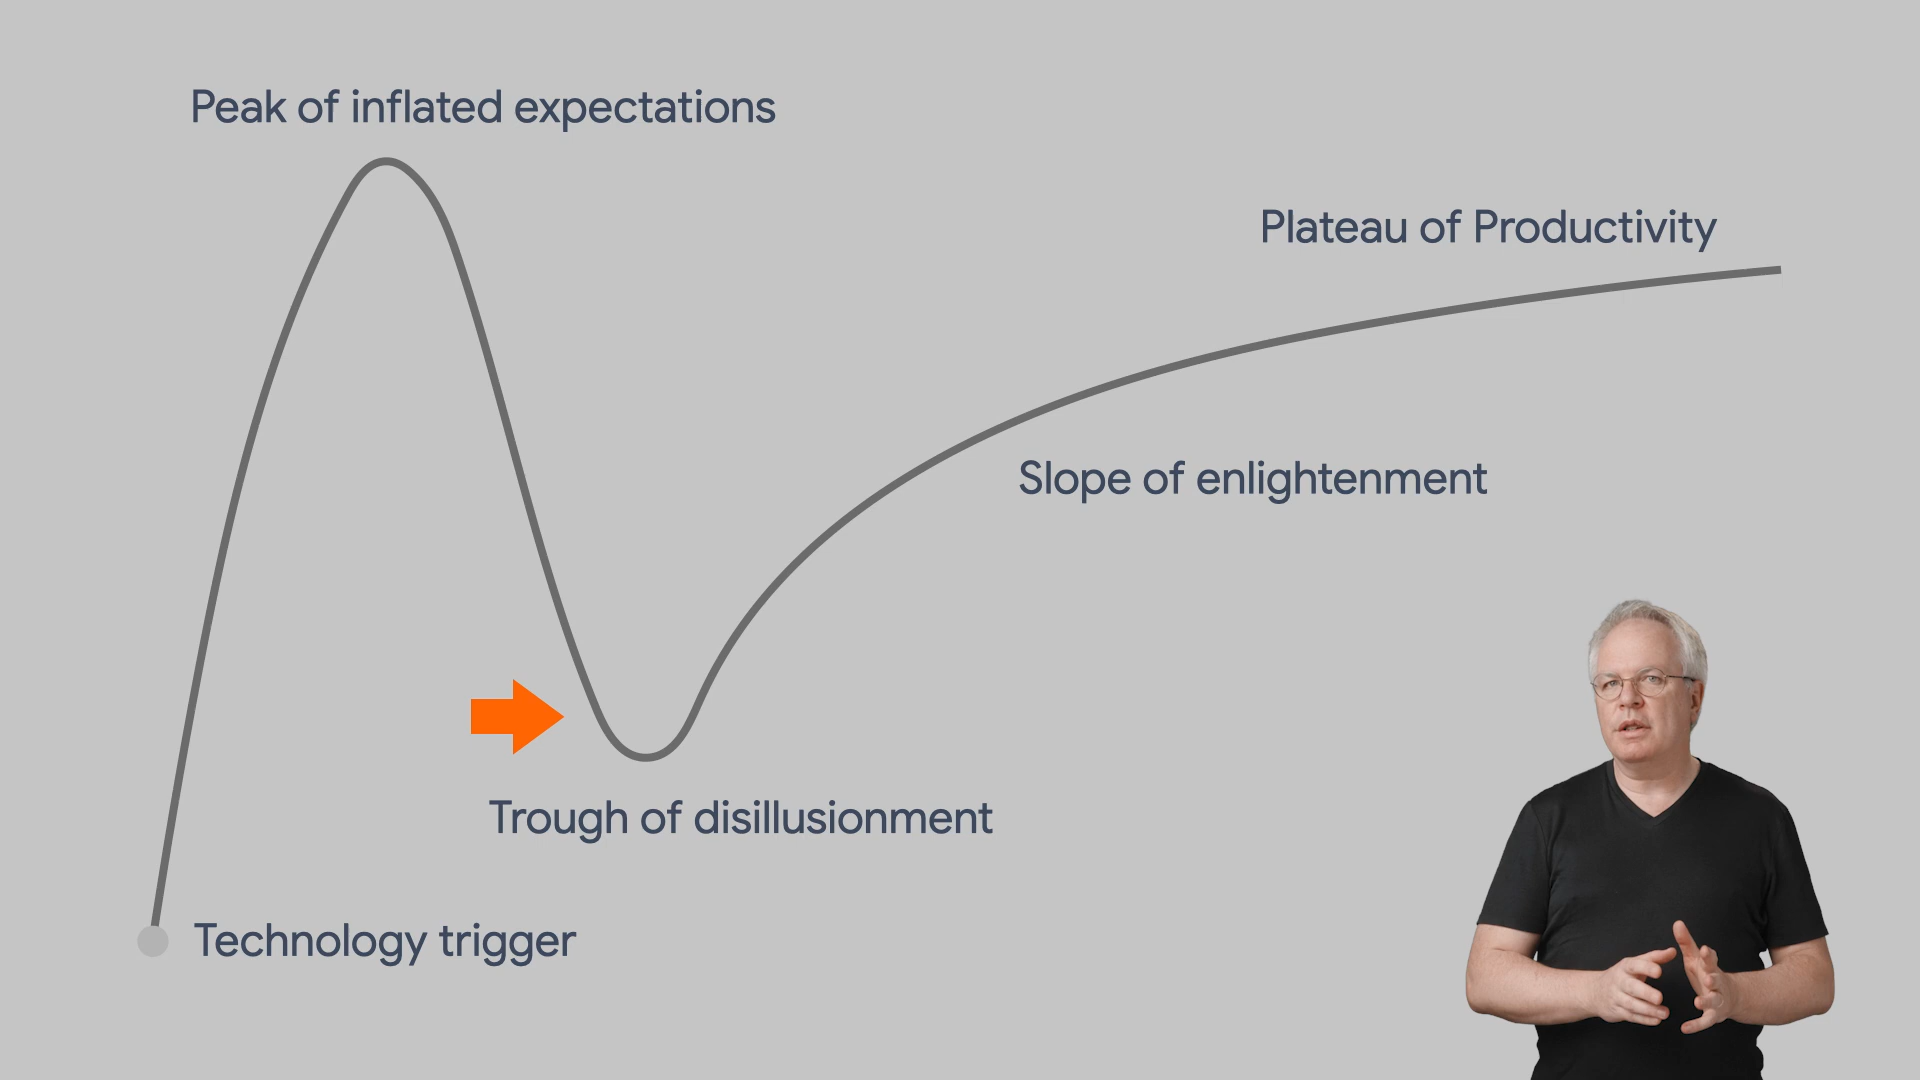 Peak of inflated expectations
Plateau of Productivity
Slope of enlightenment
Trough of disillusionment
Technology trigger